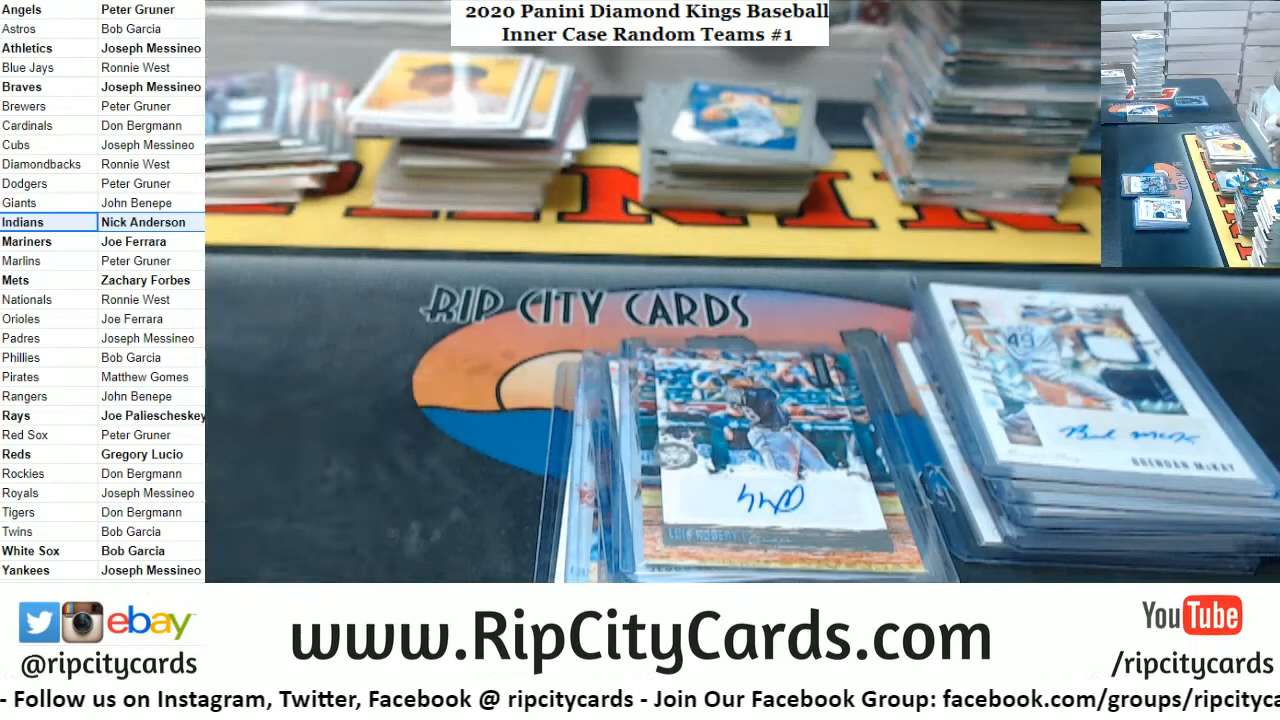 2020 Panini Diamond Kings Baseball
Inner Case Random Teams #1
Angels Peter Gruner
Astros Bob Garcia
Athletics Joseph Messineo
Blue Jays Ronnie West
Braves Joseph Messineo
Brewers Peter Gruner
Cardinals Don Bergmann
Cubs Joseph Messineo
Diamondbacks Ronnie West
Dodgers Peter Gruner
Giants John Benepe
Indians Nick Anderson
Mariners Joe Ferrara
Marlins Peter Gruner
Mets Zachary Forbes
Nationals Ronnie West
Orioles Joe Ferrara
Padres Joseph Messineo
Phillies Bob Garcia
Pirates Matthew Gomes
Rangers John Benepe
Rays Joe Paliescheskey
Red Sox Peter Gruner
Reds Gregory Lucio
Rockies Don Bergmann
Royals Joseph Messineo
Tigers Don Bergmann
Twins Bob Garcia
White Sox Bob Garcia
Yankees Joseph Messineo
RIP CITY CARDS
49
BRENDAN McKAY
LUIS ROBERT
ebay
@ripcitycards
www.RipCityCards.com
YouTube
/ripcitycards
- Follow us on Instagram, Twitter, Facebook @ ripcitycards - Join Our Facebook Group: facebook.com/groups/ripcityca